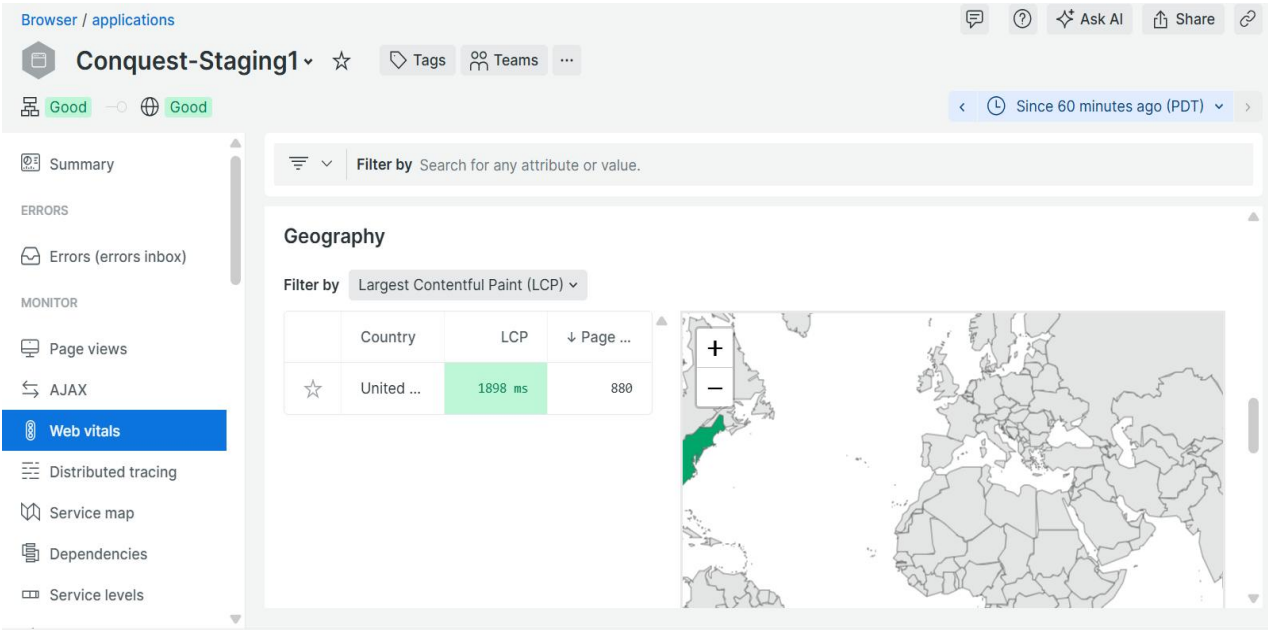 Browser / applications
Ask AI
Share
Conquest-Staging1
Tags
Teams
...
Good
Good
Since 60 minutes ago (PDT)
Summary
ERRORS
Errors (errors inbox)
MONITOR
Page views
AJAX
Web vitals
Distributed tracing
Service map
Dependencies
Service levels
Filter by Search for any attribute or value.
Geography
Filter by Largest Contentful Paint (LCP)
Country LCP ↓ Page ...
United ... 1898 ms 880
+
−